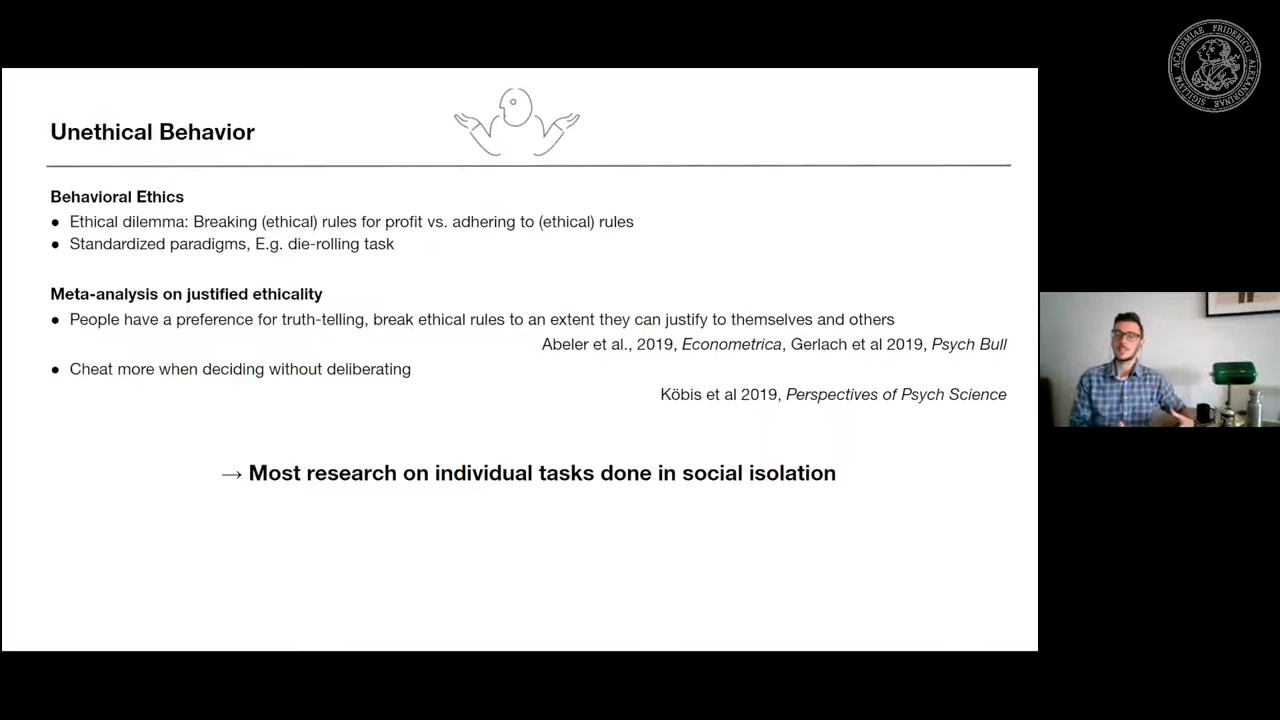 Unethical Behavior
Behavioral Ethics
● Ethical dilemma: Breaking (ethical) rules for profit vs. adhering to (ethical) rules
● Standardized paradigms, E.g. die-rolling task
Meta-analysis on justified ethicality
● People have a preference for truth-telling, break ethical rules to an extent they can justify to themselves and others
Abeler et al., 2019, Econometrica, Gerlach et al 2019, Psych Bull
● Cheat more when deciding without deliberating
Köbis et al 2019, Perspectives of Psych Science
→ Most research on individual tasks done in social isolation
SIGILLVM ACADEMIAE FRIDERICO ALEXANDRINAE